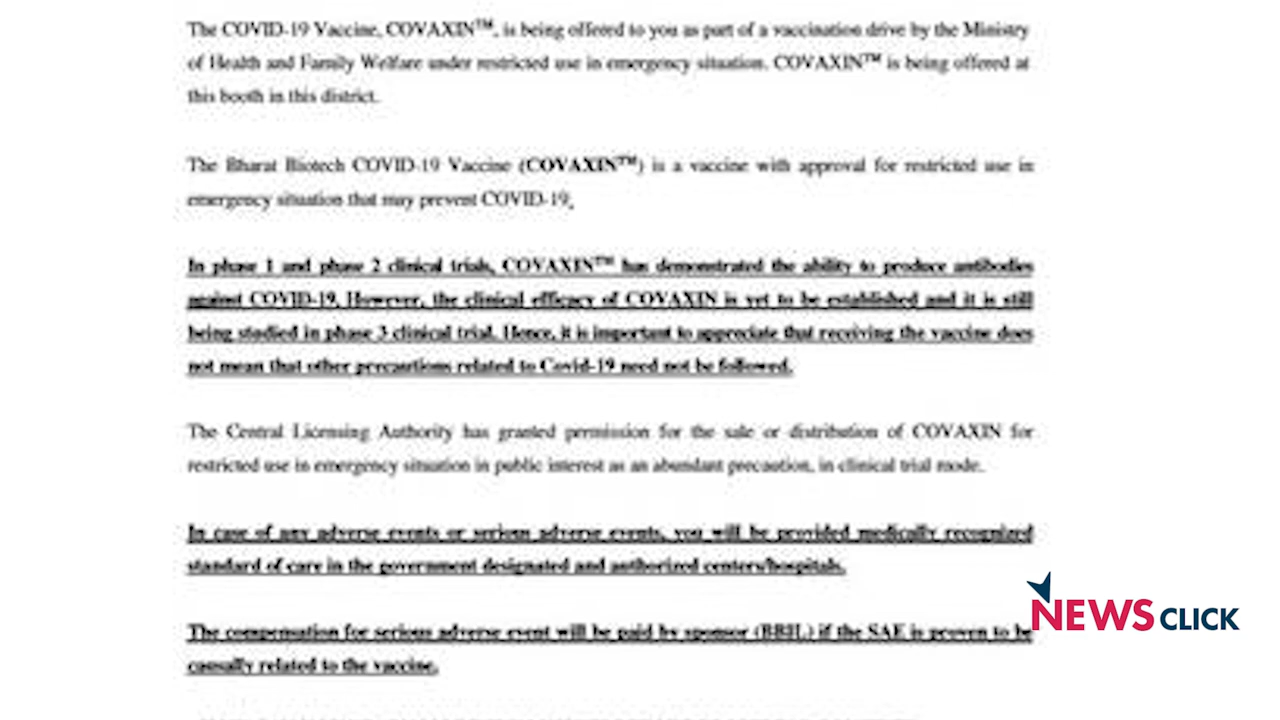 The COVID-19 Vaccine, COVAXIN™, is being offered to you as part of a vaccination drive by the Ministry
of Health and Family Welfare under restricted use in emergency situation. COVAXIN™ is being offered at
this booth in this district.
The Bharat Biotech COVID-19 Vaccine (COVAXIN™) is a vaccine with approval for restricted use in
emergency situation that may prevent COVID-19.
In phase 1 and phase 2 clinical trials, COVAXIN™ has demonstrated the ability to produce antibodies
against COVID-19. However, the clinical efficacy of COVAXIN is yet to be established and it is still
being studied in phase 3 clinical trial. Hence, it is important to appreciate that receiving the vaccine does
not mean that other precautions related to Covid-19 need not be followed.
The Central Licensing Authority has granted permission for the sale or distribution of COVAXIN for
restricted use in emergency situation in public interest as an abundant precaution, in clinical trial mode.
In case of any adverse events or serious adverse events, you will be provided medically recognized
standard of care in the government designated and authorized centers/hospitals.
The compensation for serious adverse event will be paid by sponsor (BBIL) if the SAE is proven to be
causally related to the vaccine.
NEWS CLICK